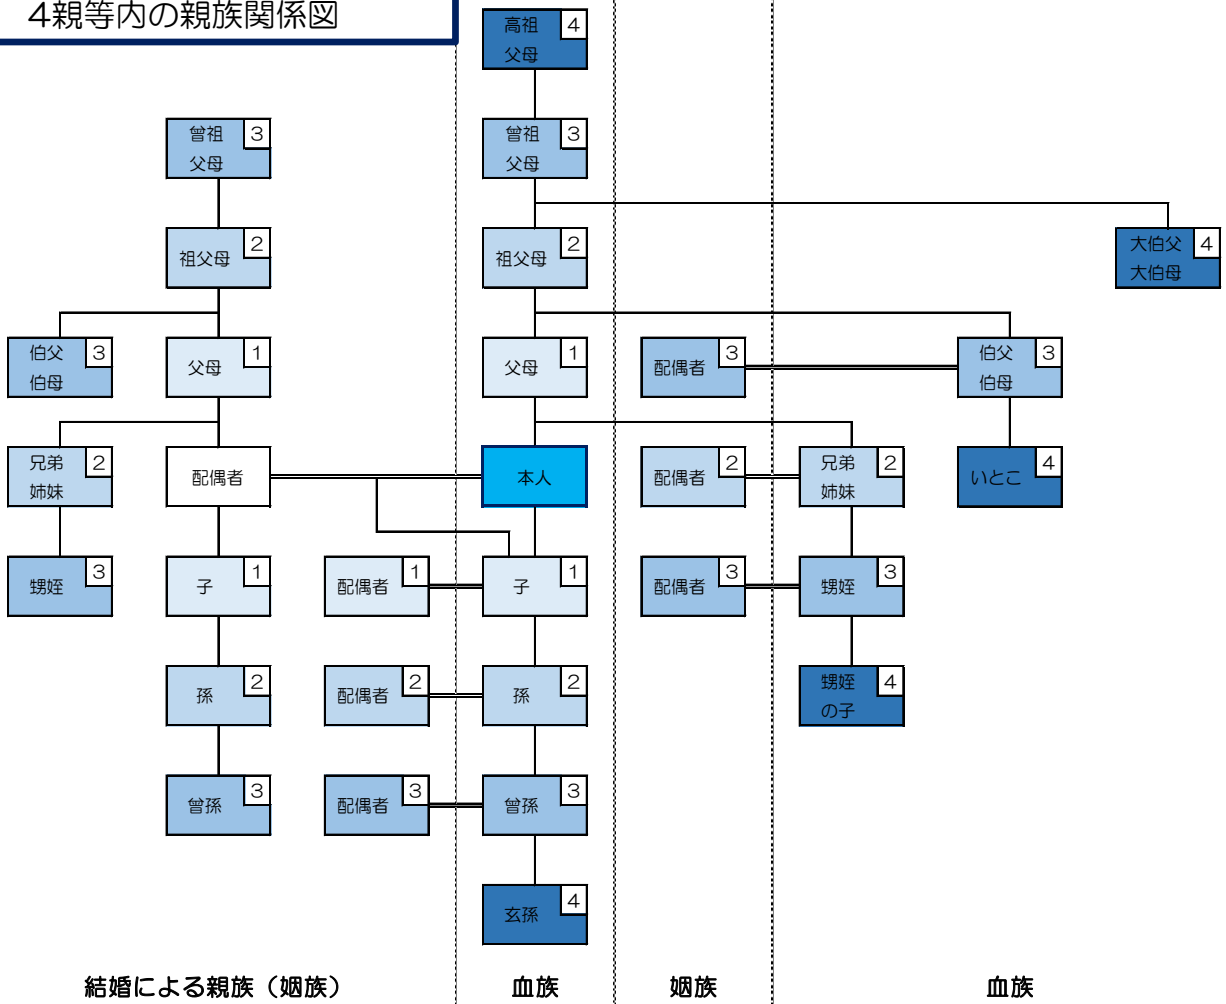 4親等内の親族関係図
高祖
父母
4
曾祖
父母
3
曾祖
父母
3
祖父母
2
祖父母
2
大伯父
大伯母
4
伯父
伯母
3
父母
1
父母
1
配偶者
3
伯父
伯母
3
兄弟
姉妹
2
配偶者
本人
配偶者
2
兄弟
姉妹
2
いとこ
4
甥姪
3
子
1
配偶者
1
子
1
配偶者
3
甥姪
3
孫
2
配偶者
2
孫
2
甥姪
の子
4
曾孫
3
配偶者
3
曾孫
3
玄孫
4
結婚による親族（姻族）
血族
姻族
血族